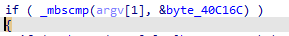 if ( _mbscmp(argv[1], &byte_40C16C) )
{